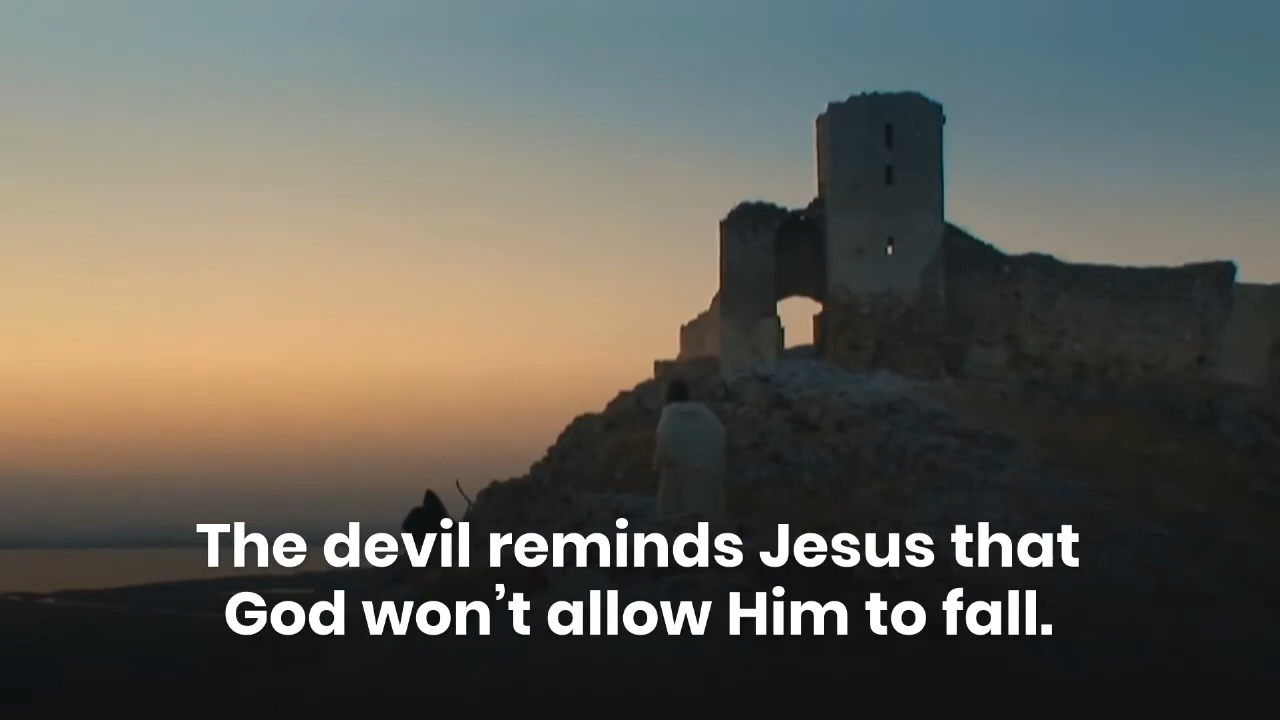 The devil reminds Jesus that
God won’t allow Him to fall.